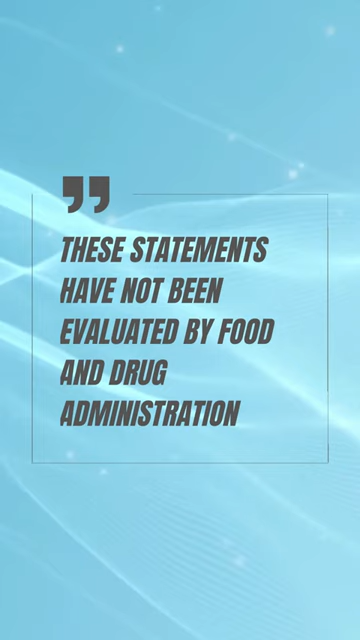 ”
THESE STATEMENTS
HAVE NOT BEEN
EVALUATED BY FOOD
AND DRUG
ADMINISTRATION